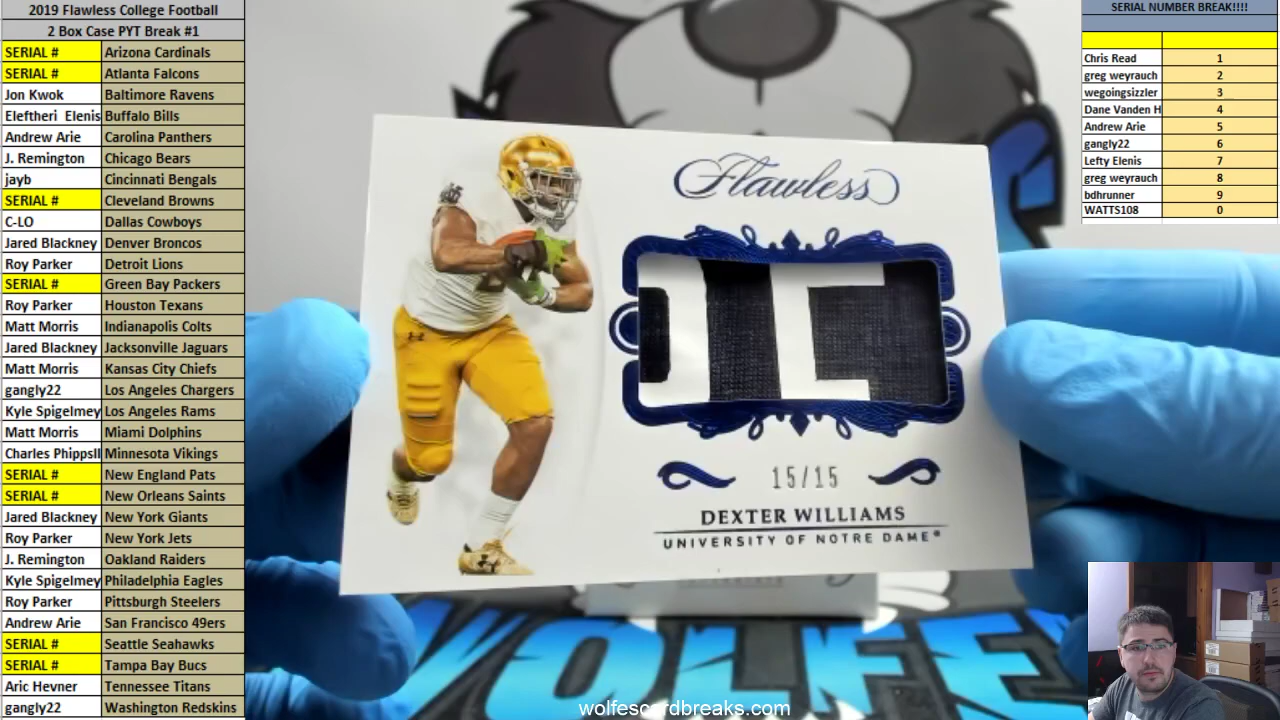 2019 Flawless College Football
2 Box Case PYT Break #1
SERIAL # Arizona Cardinals
SERIAL # Atlanta Falcons
Jon Kwok Baltimore Ravens
Eleftheri Elenis Buffalo Bills
Andrew Arie Carolina Panthers
J. Remington Chicago Bears
jayb Cincinnati Bengals
SERIAL # Cleveland Browns
C-LO Dallas Cowboys
Jared Blackney Denver Broncos
Roy Parker Detroit Lions
SERIAL # Green Bay Packers
Roy Parker Houston Texans
Matt Morris Indianapolis Colts
Jared Blackney Jacksonville Jaguars
Matt Morris Kansas City Chiefs
gangly22 Los Angeles Chargers
Kyle Spigelmey Los Angeles Rams
Matt Morris Miami Dolphins
Charles Phippsll Minnesota Vikings
SERIAL # New England Pats
SERIAL # New Orleans Saints
Jared Blackney New York Giants
Roy Parker New York Jets
J. Remington Oakland Raiders
Kyle Spigelmey Philadelphia Eagles
Roy Parker Pittsburgh Steelers
Andrew Arie San Francisco 49ers
SERIAL # Seattle Seahawks
SERIAL # Tampa Bay Bucs
Aric Hevner Tennessee Titans
gangly22 Washington Redskins
Flawless
15/15
DEXTER WILLIAMS
UNIVERSITY OF NOTRE DAME®
WOLFE
wolfescardbreaks.com
SERIAL NUMBER BREAK!!!!
Chris Read 1
greg weyrauch 2
wegoingsizzler 3
Dane Vanden H 4
Andrew Arie 5
gangly22 6
Lefty Elenis 7
greg weyrauch 8
bdhrunner 9
WATTS108 0